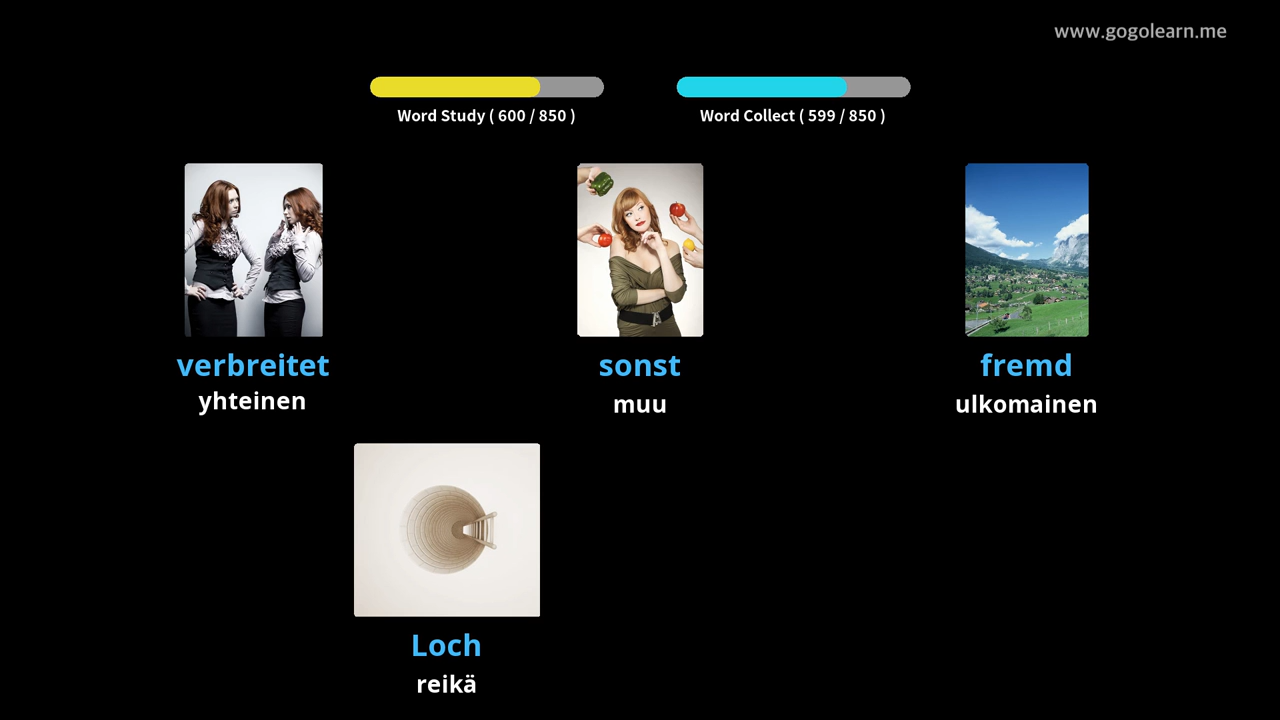 www.gogolearn.me
Word Study ( 600 / 850 )
Word Collect ( 599 / 850 )
verbreitet
yhteinen
sonst
muu
fremd
ulkomainen
Loch
reikä